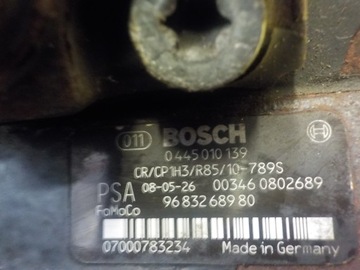 011 BOSCH
0 445 010 139
CR/CP1H3/R85/10-789S
PSA 08-05-26 00346 0802689
FoMoCo 96 832 689 80
07000783234 Made in Germany